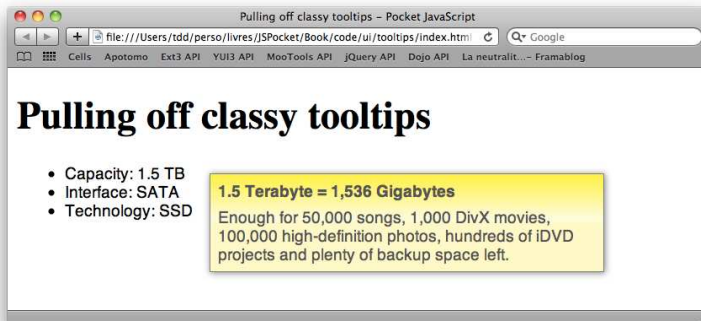 Pulling off classy tooltips – Pocket JavaScript
file:///Users/tdd/perso/livres/JSPocket/Book/code/ui/tooltips/index.html
Google
Cells Apotomo Ext3 API YUI3 API MooTools API jQuery API Dojo API La neutralit...– Framablog
Pulling off classy tooltips
• Capacity: 1.5 TB
• Interface: SATA
• Technology: SSD
1.5 Terabyte = 1,536 Gigabytes
Enough for 50,000 songs, 1,000 DivX movies,
100,000 high-definition photos, hundreds of iDVD
projects and plenty of backup space left.